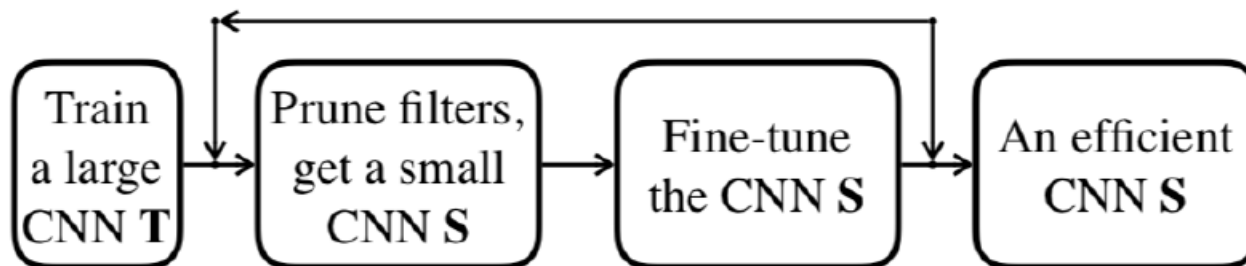 Train
a large
CNN T
Prune filters,
get a small
CNN S
Fine-tune
the CNN S
An efficient
CNN S